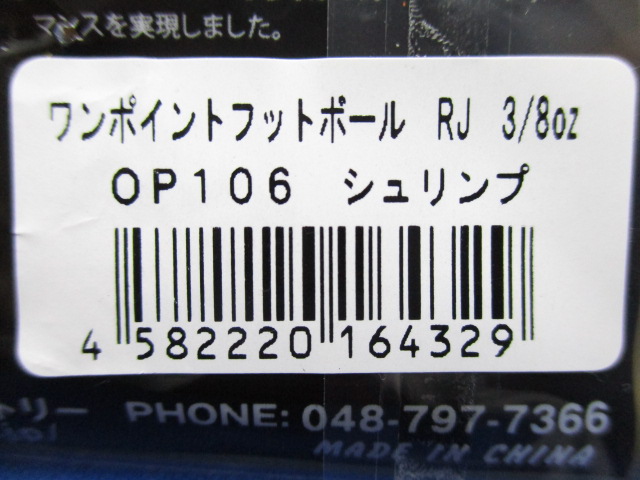 マンスを実現しました。
ワンポイントフットボール RJ 3/8oz
OP106 シュリンプ
4 582220 164329
リー PHONE: 048-797-7366
MADE IN CHINA